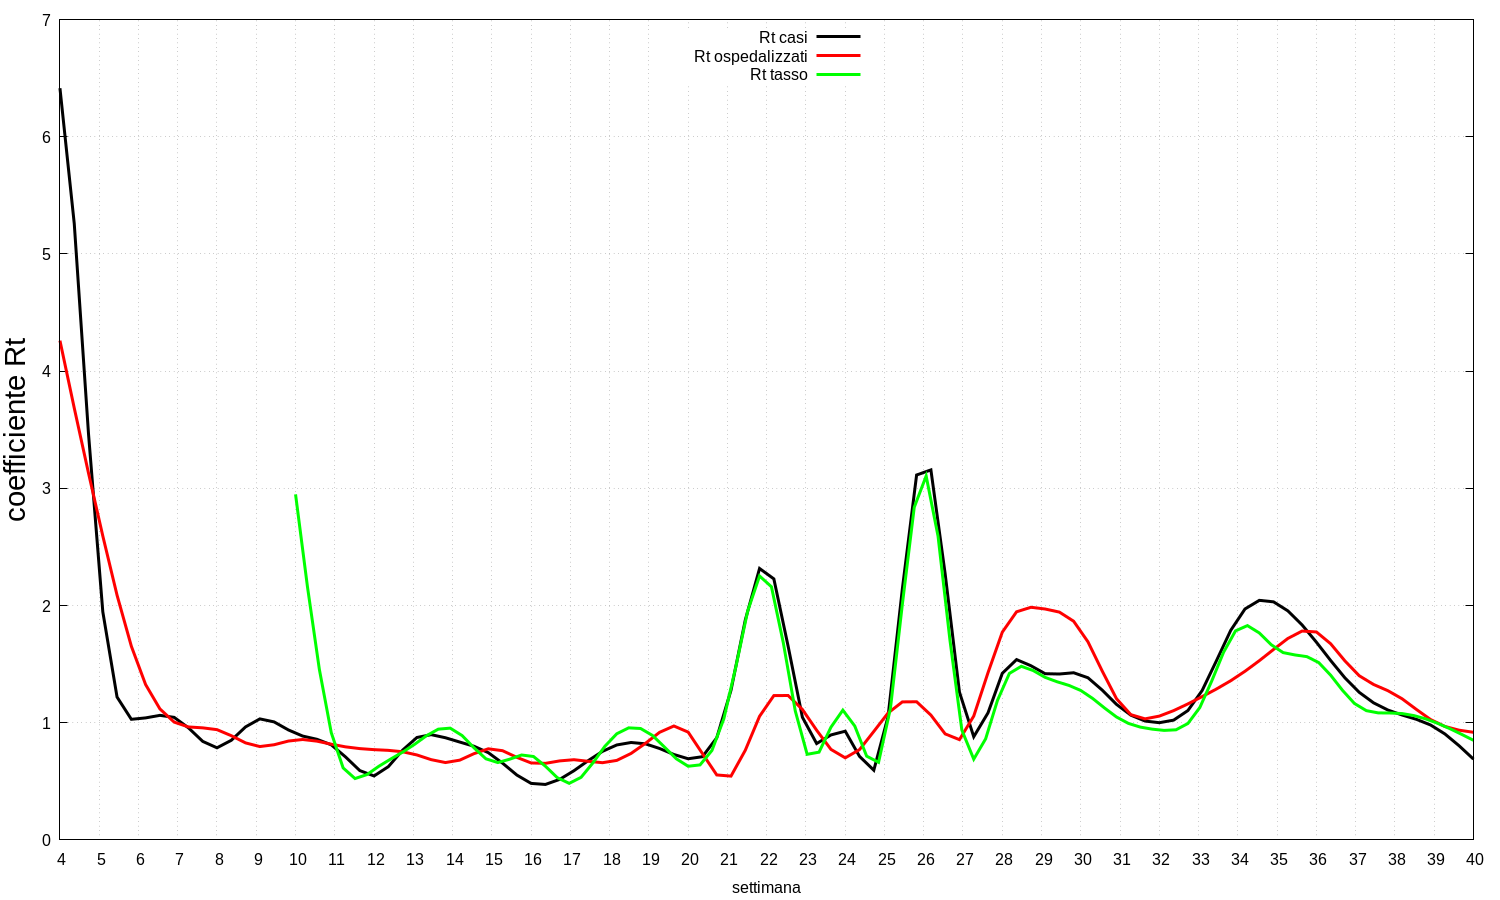 Rt casi
Rt ospedalizzati
Rt tasso
7
6
5
4
3
2
1
0
coefficiente Rt
4 5 6 7 8 9 10 11 12 13 14 15 16 17 18 19 20 21 22 23 24 25 26 27 28 29 30 31 32 33 34 35 36 37 38 39 40
settimana